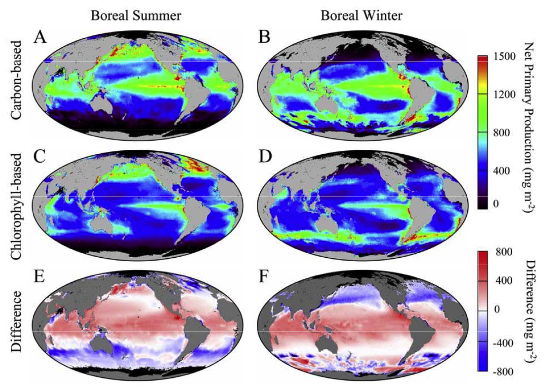 Boreal Summer
Boreal Winter
A
B
Carbon-based
1500
1200
800
400
0
Net Primary
Production (mg m⁻²)
C
D
Chlorophyll-based
E
F
Difference
800
400
0
-400
-800
Difference (mg m⁻²)